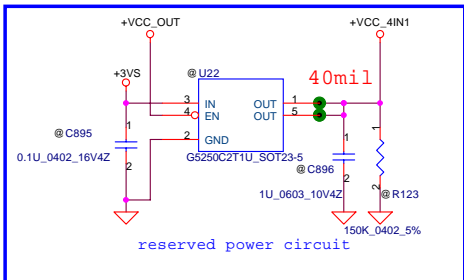 +VCC_OUT
+VCC_4IN1
+3VS
@ U22
40mil
3 IN OUT 1
4 EN OUT 5
2 GND
G5250C2T1U_SOT23-5
@ C895
0.1U_0402_16V4Z
1
2
@ C896
1U_0603_10V4Z
1
2
1
2
@ R123
150K_0402_5%
reserved power circuit